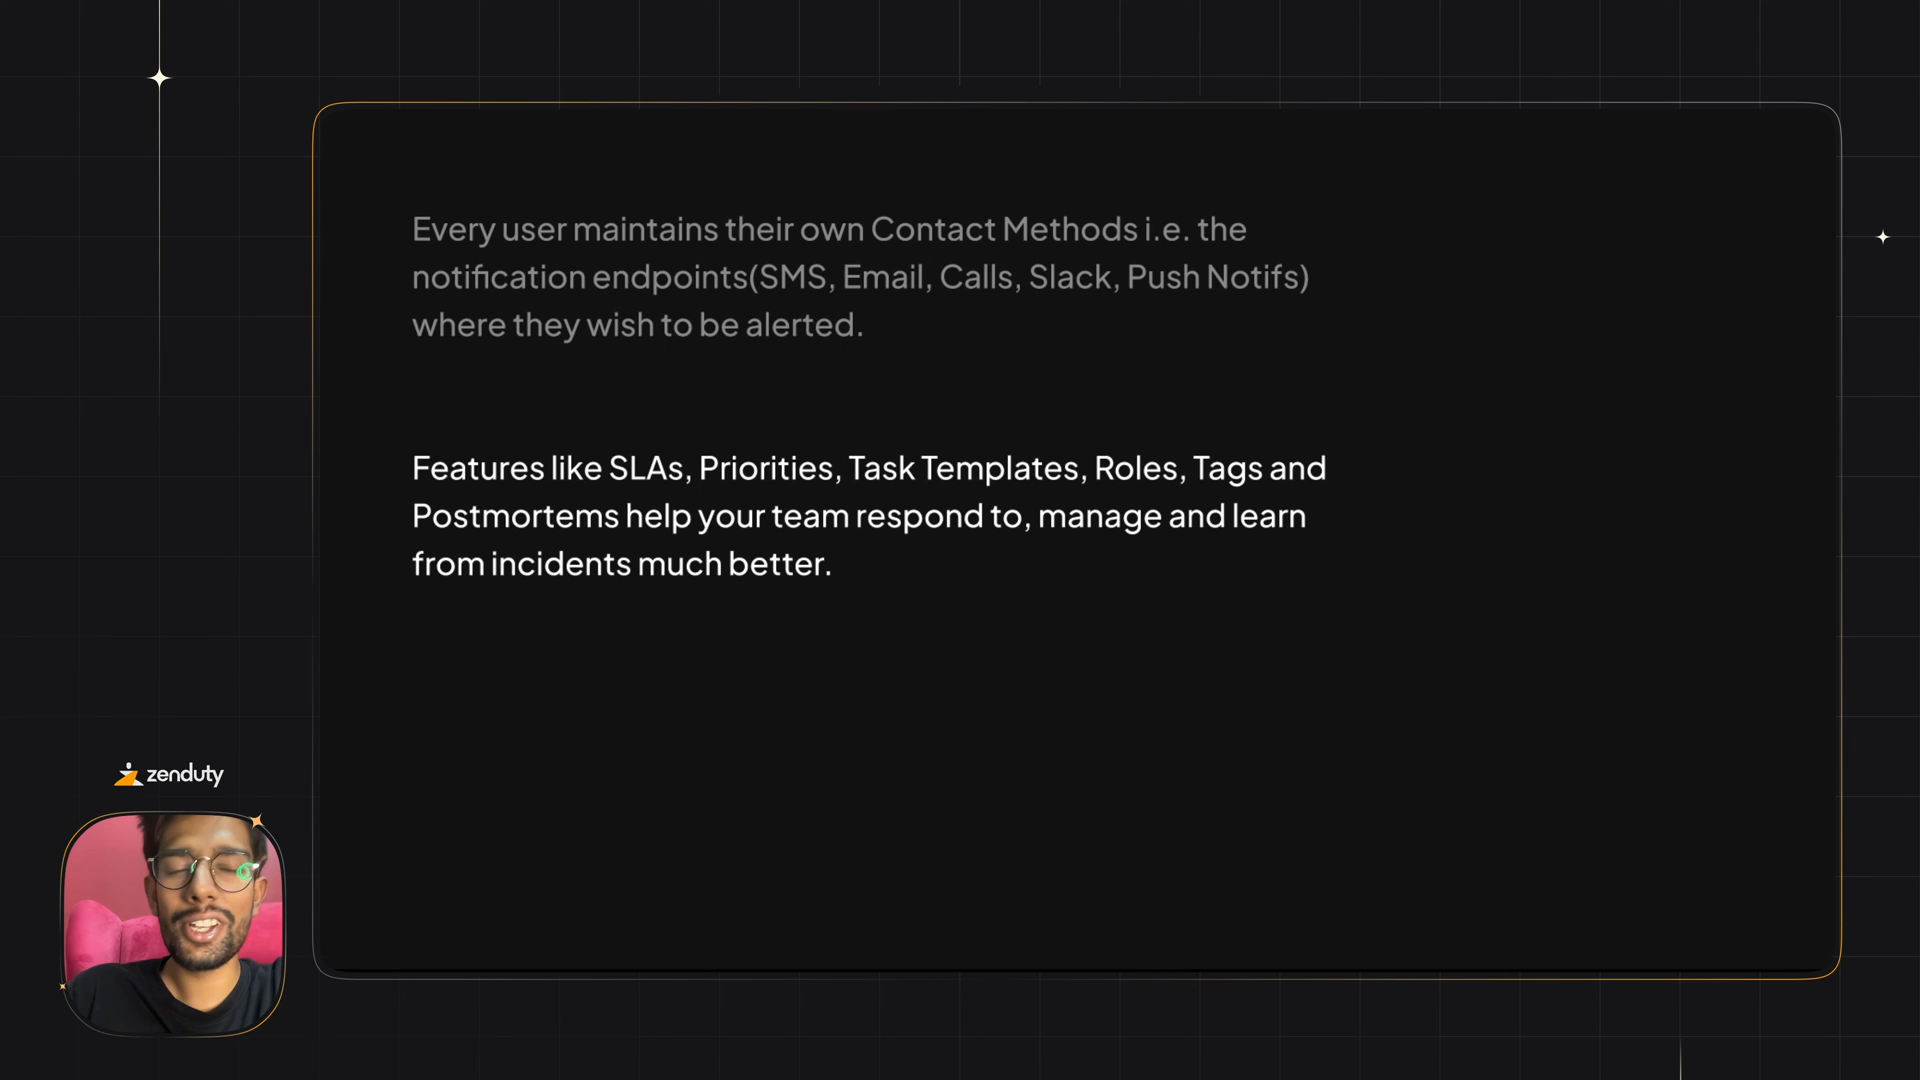 Every user maintains their own Contact Methods i.e. the
notification endpoints(SMS, Email, Calls, Slack, Push Notifs)
where they wish to be alerted.
Features like SLAs, Priorities, Task Templates, Roles, Tags and
Postmortems help your team respond to, manage and learn
from incidents much better.
zenduty